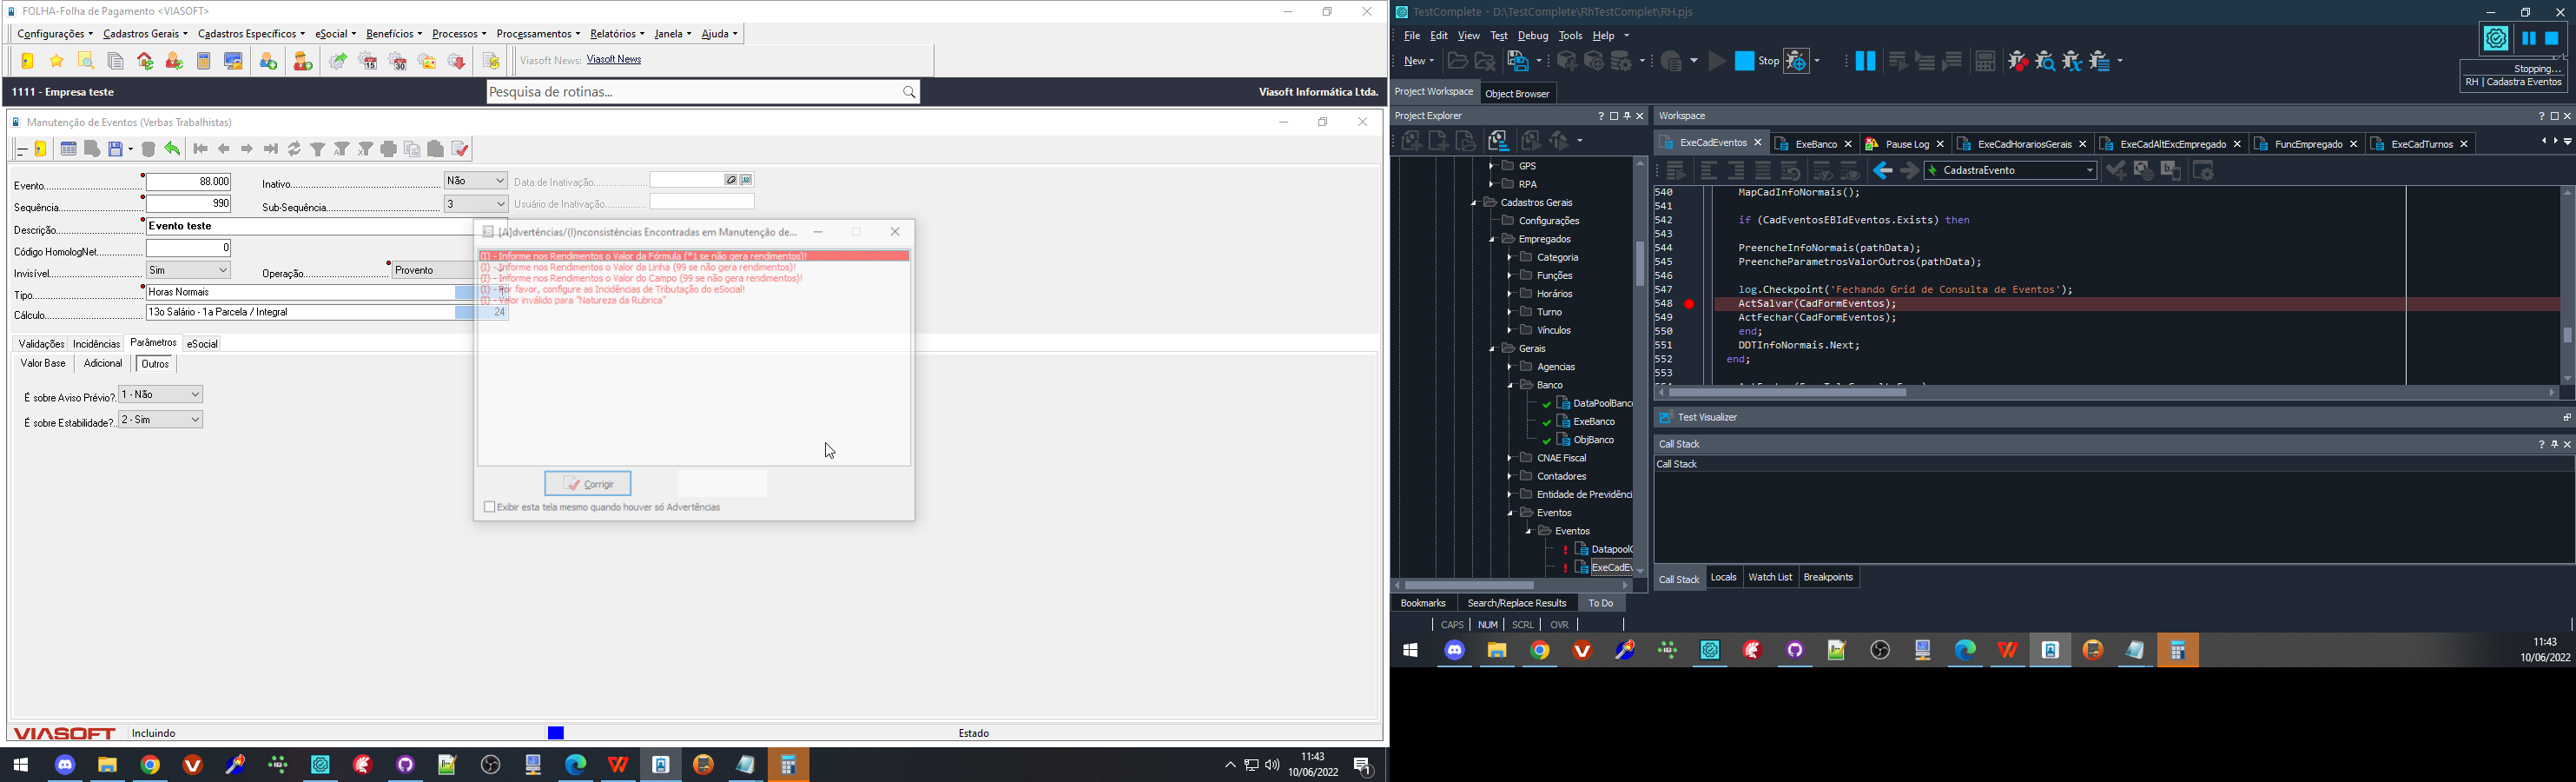 FOLHA-Folha de Pagamento <VIASOFT>
Configurações Cadastros Gerais Cadastros Específicos eSocial Benefícios Processos Processamentos Relatórios Janela Ajuda
Viasoft News: Viasoft News
1111 - Empresa teste
Pesquisa de rotinas...
Viasoft Informática Ltda.
Manutenção de Eventos (Verbas Trabalhistas)
Evento 88.000 Inativo Não Data de Inativação
Sequência 990 Sub-Sequência 3 Usuário de Inativação
Descrição Evento teste
Código HomologNet 0
Invisível Sim Operação Provento
Tipo Horas Normais
Cálculo 13o Salário - 1a Parcela / Integral 24
Validações Incidências Parâmetros eSocial
Valor Base Adicional Outros
É sobre Aviso Prévio?. 1 - Não
É sobre Estabilidade?.. 2 - Sim
[A]dvertências/(I)nconsistências Encontradas em Manutenção de...
(I) - Informe nos Rendimentos o Valor da Fórmula (*1 se não gera rendimentos)!
(I) - Informe nos Rendimentos o Valor da Linha (99 se não gera rendimentos)!
(I) - Informe nos Rendimentos o Valor do Campo (99 se não gera rendimentos)!
(I) - Por favor, configure as Incidências de Tributação do eSocial!
(I) - Valor inválido para "Natureza da Rubrica"
Corrigir
Exibir esta tela mesmo quando houver só Advertências
VIASOFT Incluindo Estado
11:43
10/06/2022
TestComplete - D:\TestComplete\RhTestComplet\RH.pjs
File Edit View Test Debug Tools Help
New Stop
Stopping...
RH | Cadastra Eventos
Project Workspace Object Browser
Project Explorer
GPS
RPA
Cadastros Gerais
Configurações
Empregados
Categoria
Funções
Horários
Turno
Vínculos
Gerais
Agencias
Banco
DataPoolBanc
ExeBanco
ObjBanco
CNAE Fiscal
Contadores
Entidade de Previdênci
Eventos
Eventos
Datapool
ExeCadEv
Bookmarks Search/Replace Results To Do
CAPS NUM SCRL OVR
Workspace
ExeCadEventos ExeBanco Pause Log ExeCadHorariosGerais ExeCadAltExcEmpregado FuncEmpregado ExeCadTurnos
CadastraEvento
540 MapCadInfoNormais();
541
542 if (CadEventosEBIdEventos.Exists) then
543
544 PreencheInfoNormais(pathData);
545 PreencheParametrosValorOutros(pathData);
546
547 log.Checkpoint('Fechando Grid de Consulta de Eventos');
548 ActSalvar(CadFormEventos);
549 ActFechar(CadFormEventos);
550 end;
551 DDTInfoNormais.Next;
552 end;
553
Test Visualizer
Call Stack
Call Stack
Call Stack Locals Watch List Breakpoints
11:43
10/06/2022